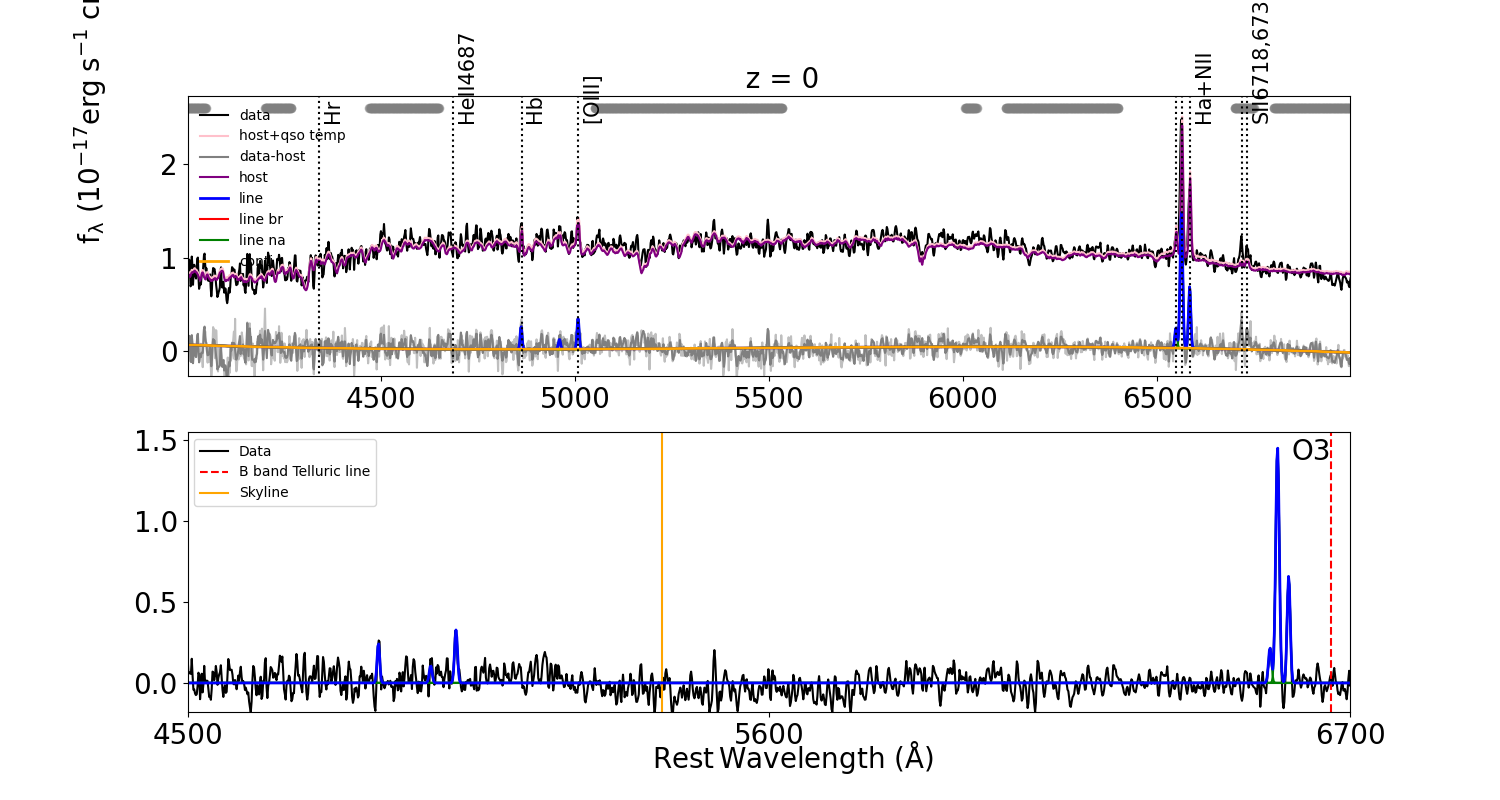 z = 0
f_λ (10^{-17}erg s^{-1}
Hr
HeII4687
Hb
[OIII]
Ha+NII
SII6718,673
data
host+qso temp
data-host
host
line
line br
line na
2
1
0
4500
5000
5500
6000
6500
Data
B band Telluric line
Skyline
O3
1.5
1.0
0.5
0.0
4500
5600
6700
Rest Wavelength (Å)